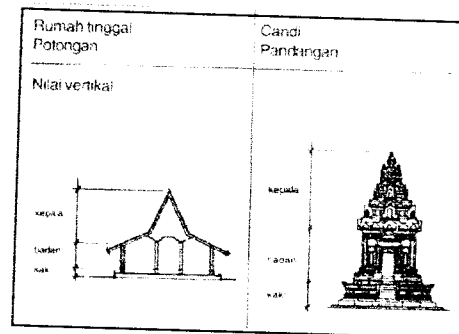 Rumah tinggal
Potongan
Candi
Pandangan
Nilai vertikal
kepala
badan
kaki
kepala
badan
kaki